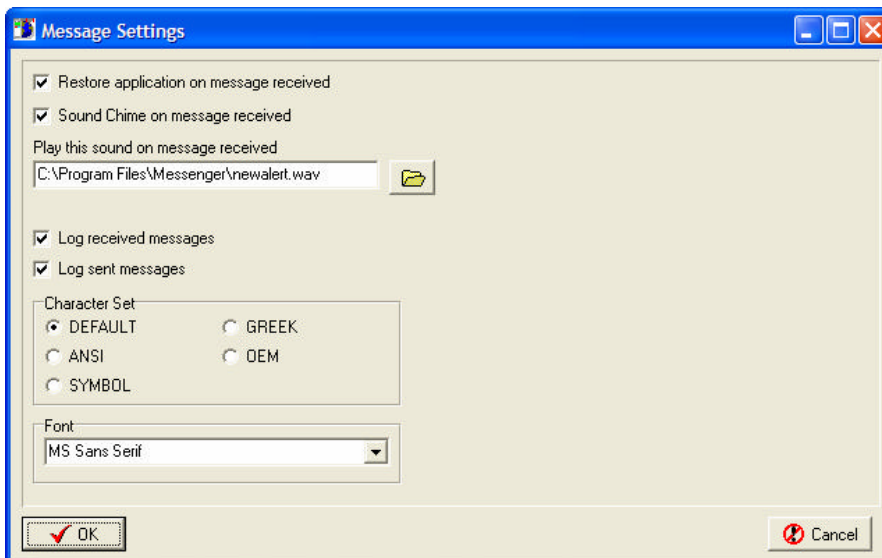 Message Settings
Restore application on message received
Sound Chime on message received
Play this sound on message received
C:\Program Files\Messenger\newalert.wav
Log received messages
Log sent messages
Character Set
DEFAULT GREEK
ANSI OEM
SYMBOL
Font
MS Sans Serif
OK Cancel